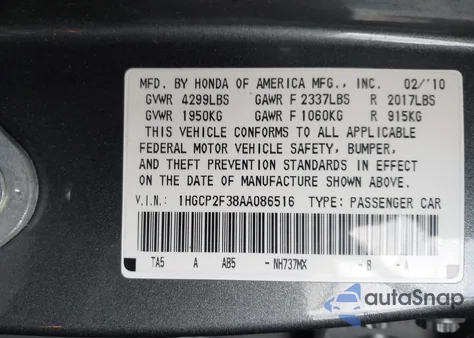 MFD. BY HONDA OF AMERICA MFG., INC. 02/'10
GVWR 4299LBS GAWR F 2337LBS R 2017LBS
GVWR 1950KG GAWR F 1060KG R 915KG
THIS VEHICLE CONFORMS TO ALL APPLICABLE
FEDERAL MOTOR VEHICLE SAFETY, BUMPER,
AND THEFT PREVENTION STANDARDS IN EFFECT
ON THE DATE OF MANUFACTURE SHOWN ABOVE.
V.I.N.: 1HGCP2F38AA086516 TYPE: PASSENGER CAR
TA5 A AB5 -NH737MX -B -A
autoSnap
Powered by